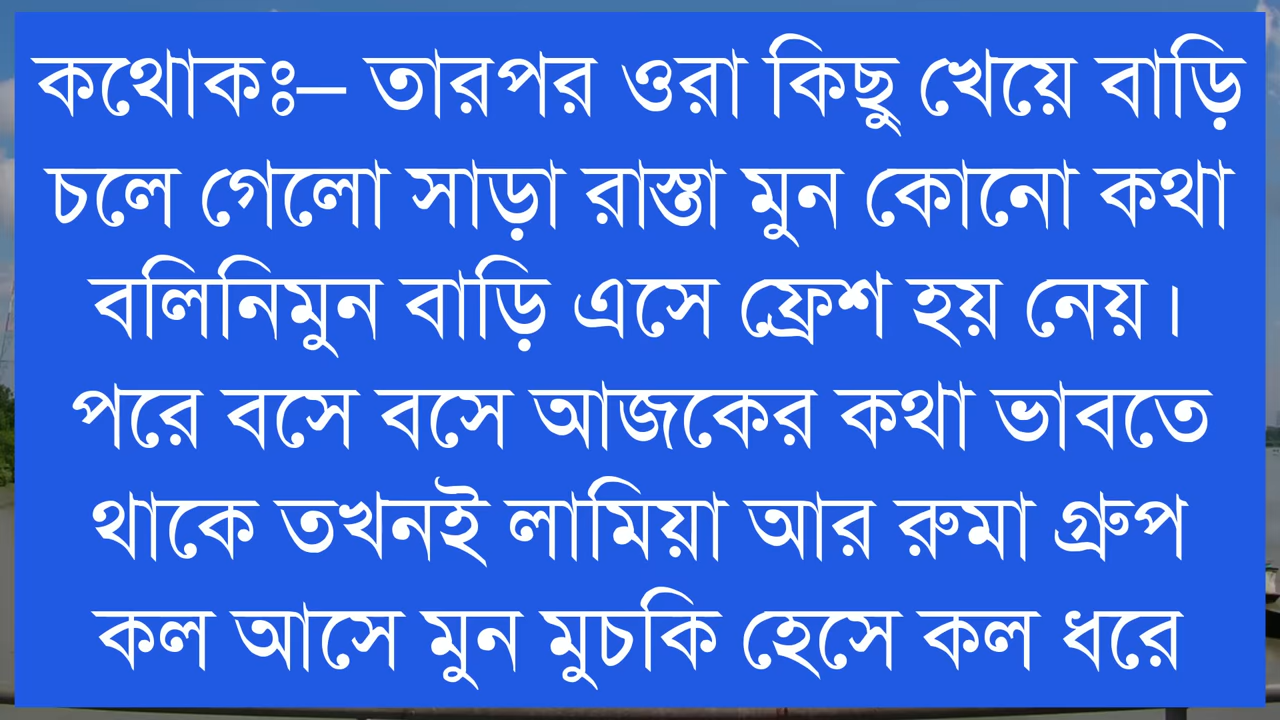 কথোকঃ– তারপর ওরা কিছু খেয়ে বাড়ি
চলে গেলো সাড়া রাস্তা মুন কোনো কথা
বলিনিমুন বাড়ি এসে ফ্রেশ হয় নেয়।
পরে বসে বসে আজকের কথা ভাবতে
থাকে তখনই লামিয়া আর রুমা গ্রুপ
কল আসে মুন মুচকি হেসে কল ধরে